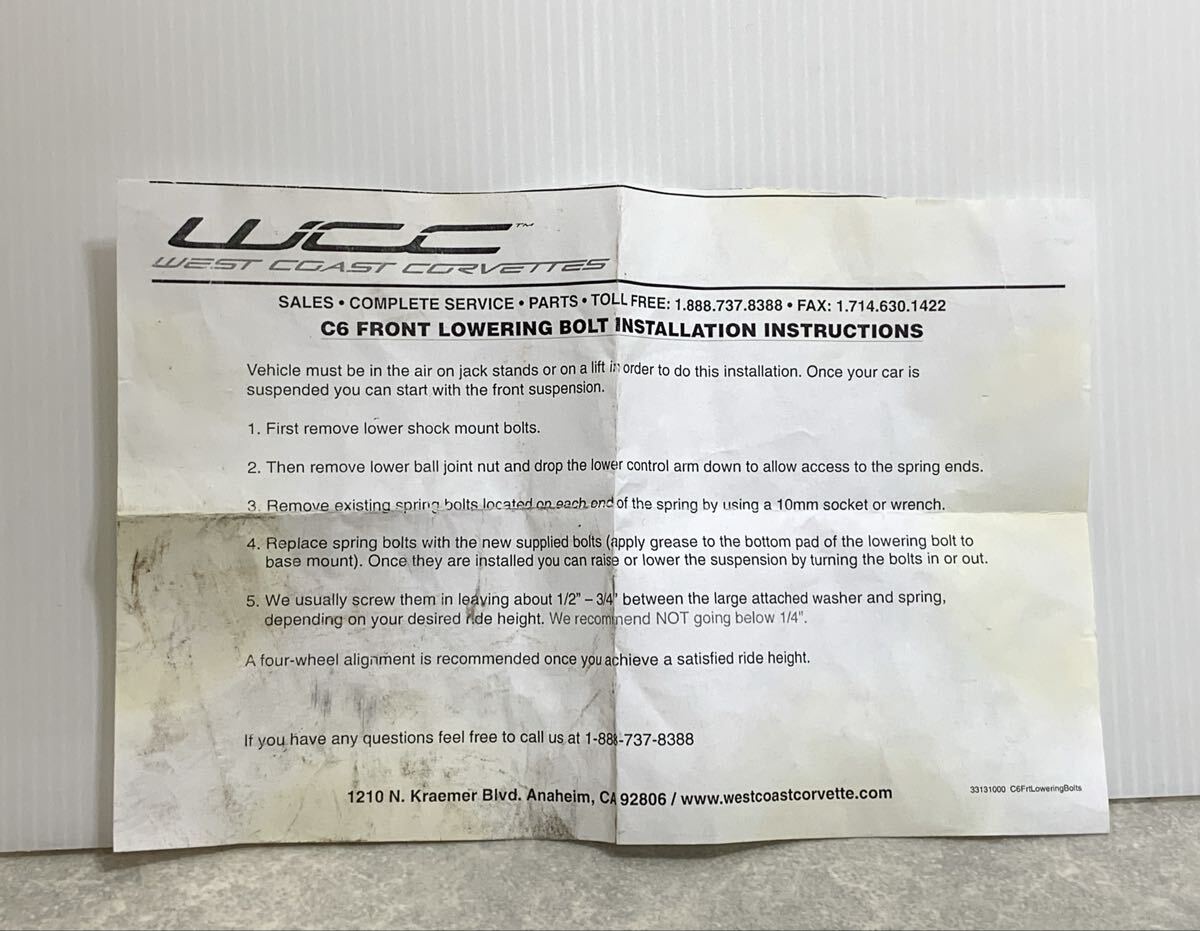 WCC™
WEST COAST CORVETTES
SALES • COMPLETE SERVICE • PARTS • TOLL FREE: 1.888.737.8388 • FAX: 1.714.630.1422
C6 FRONT LOWERING BOLT INSTALLATION INSTRUCTIONS
Vehicle must be in the air on jack stands or on a lift in order to do this installation. Once your car is
suspended you can start with the front suspension.
1. First remove lower shock mount bolts.
2. Then remove lower ball joint nut and drop the lower control arm down to allow access to the spring ends.
3. Remove existing spring bolts located on each end of the spring by using a 10mm socket or wrench.
4. Replace spring bolts with the new supplied bolts (apply grease to the bottom pad of the lowering bolt to
base mount). Once they are installed you can raise or lower the suspension by turning the bolts in or out.
5. We usually screw them in leaving about 1/2" – 3/4" between the large attached washer and spring,
depending on your desired ride height. We recommend NOT going below 1/4".
A four-wheel alignment is recommended once you achieve a satisfied ride height.
If you have any questions feel free to call us at 1-888-737-8388
1210 N. Kraemer Blvd. Anaheim, CA 92806 / www.westcoastcorvette.com
33131000 C6FrtLoweringBolts